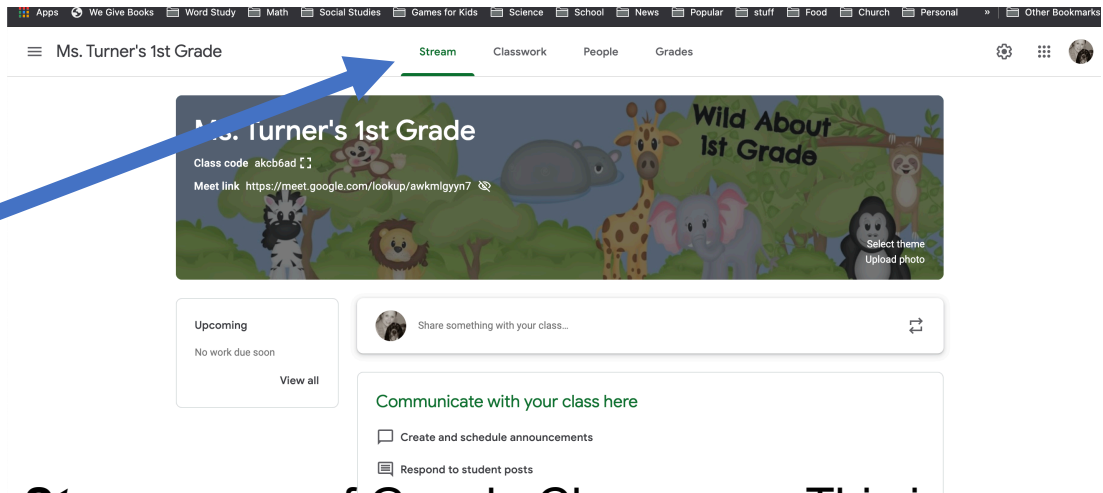 Apps We Give Books Word Study Math Social Studies Games for Kids Science School News Popular stuff Food Church Personal » Other Bookmarks
Ms. Turner's 1st Grade Stream Classwork People Grades
Ms. Turner's 1st Grade
Wild About
1st Grade
Class code akcb6ad
Meet link https://meet.google.com/lookup/awkmlgyyn7
Select theme
Upload photo
Upcoming
No work due soon
View all
Share something with your class...
Communicate with your class here
Create and schedule announcements
Respond to student posts